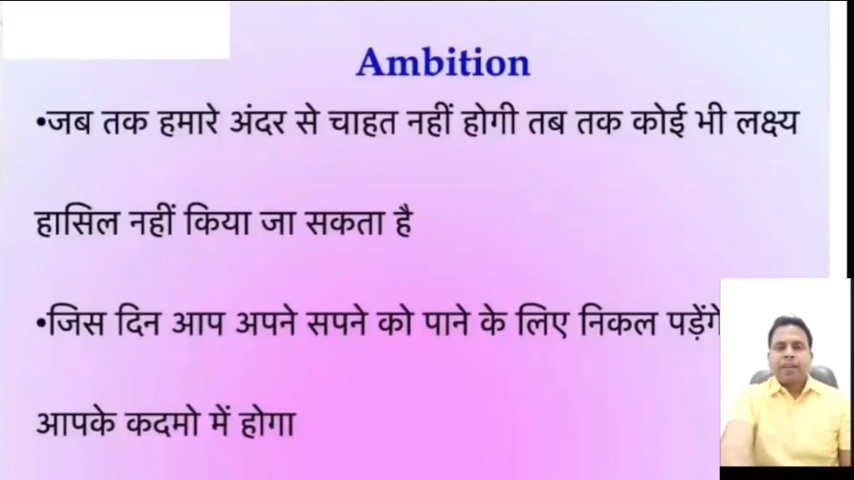 Ambition
•जब तक हमारे अंदर से चाहत नहीं होगी तब तक कोई भी लक्ष्य
हासिल नहीं किया जा सकता है
•जिस दिन आप अपने सपने को पाने के लिए निकल पड़ेंगे
आपके कदमो में होगा